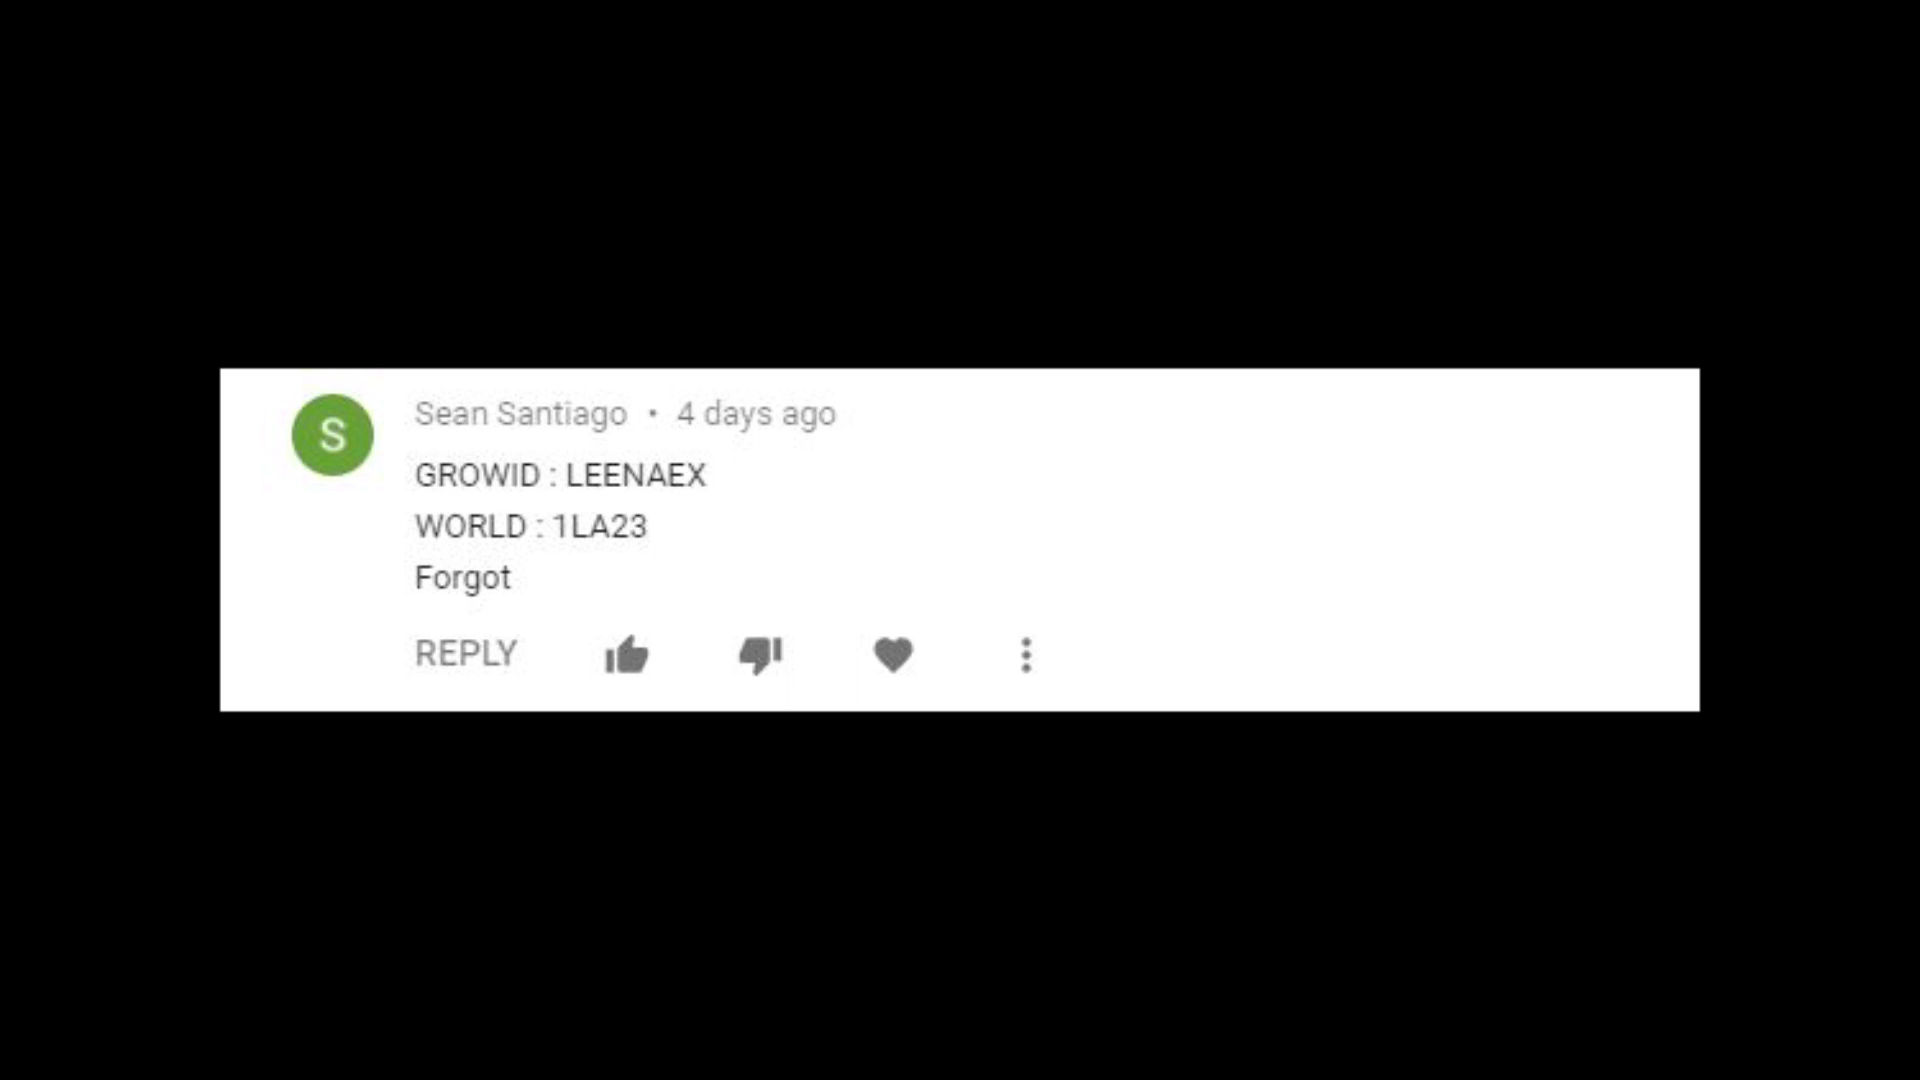 S
Sean Santiago • 4 days ago
GROWID : LEENAEX
WORLD : 1LA23
Forgot
REPLY